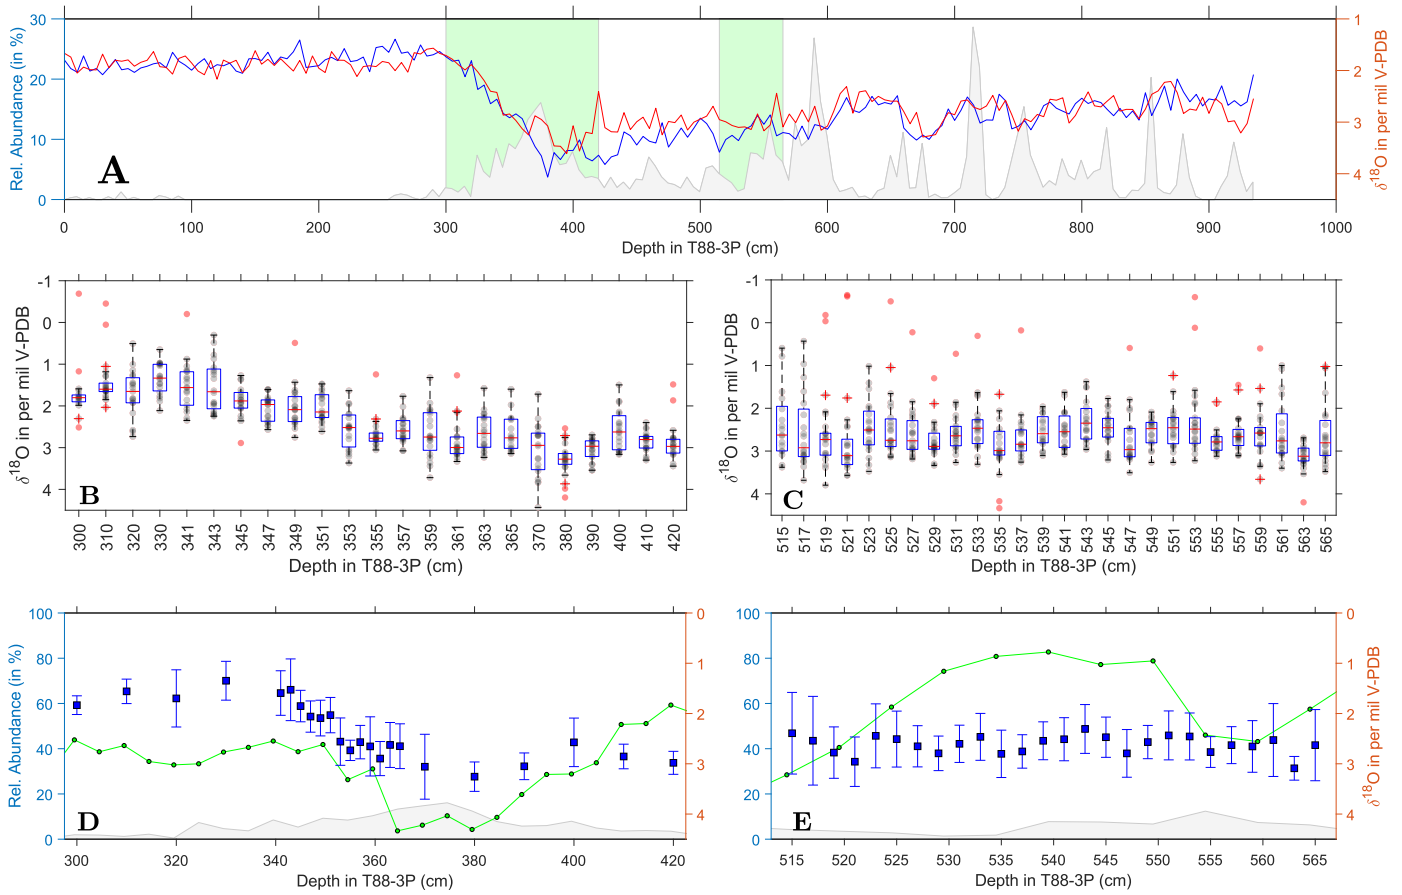 Rel. Abundance (in %)
30
20
10
0
A
1
2
3
4
δ18O in per mil V-PDB
0 100 200 300 400 500 600 700 800 900 1000
Depth in T88-3P (cm)
δ18O in per mil V-PDB
-1
0
1
2
3
4
B
300 310 320 330 341 343 345 347 349 351 353 355 357 359 361 363 365 370 380 390 400 410 420
Depth in T88-3P (cm)
δ18O in per mil V-PDB
-1
0
1
2
3
4
C
515 517 519 521 523 525 527 529 531 533 535 537 539 541 543 545 547 549 551 553 555 557 559 561 563 565
Depth in T88-3P (cm)
Rel. Abundance (in %)
100
80
60
40
20
0
D
0
1
2
3
4
300 320 340 360 380 400 420
Depth in T88-3P (cm)
100
80
60
40
20
0
E
0
1
2
3
4
δ18O in per mil V-PDB
515 520 525 530 535 540 545 550 555 560 565
Depth in T88-3P (cm)